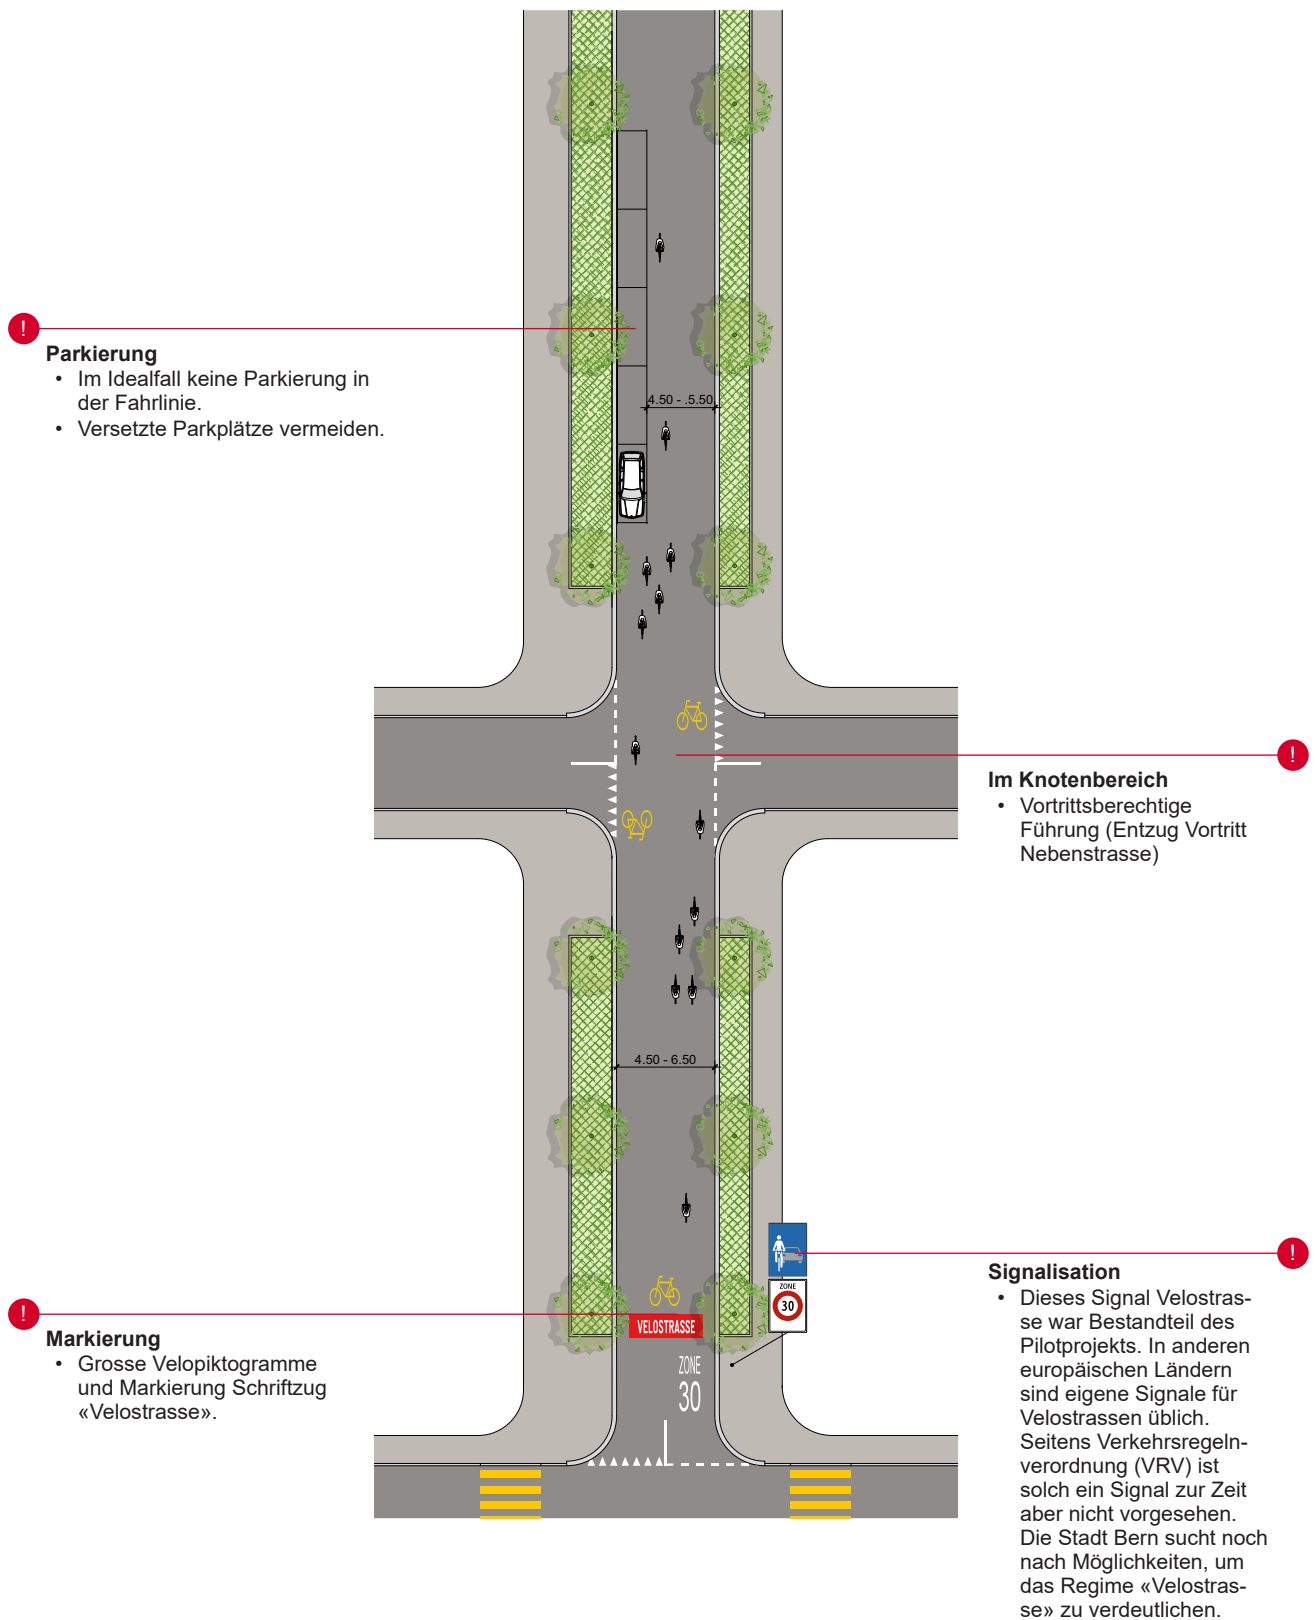 !
Parkierung
• Im Idealfall keine Parkierung in
der Fahrlinie.
• Versetzte Parkplätze vermeiden.
4.50 - .5.50
!
Im Knotenbereich
• Vortrittsberechtige
Führung (Entzug Vortritt
Nebenstrasse)
4.50 - 6.50
!
Signalisation
• Dieses Signal Velostras-
se war Bestandteil des
Pilotprojekts. In anderen
europäischen Ländern
sind eigene Signale für
Velostrassen üblich.
Seitens Verkehrsregeln-
verordnung (VRV) ist
solch ein Signal zur Zeit
aber nicht vorgesehen.
Die Stadt Bern sucht noch
nach Möglichkeiten, um
das Regime «Velostras-
se» zu verdeutlichen.
ZONE
30
!
Markierung
• Grosse Velopiktogramme
und Markierung Schriftzug
«Velostrasse».
VELOSTRASSE
ZONE
30